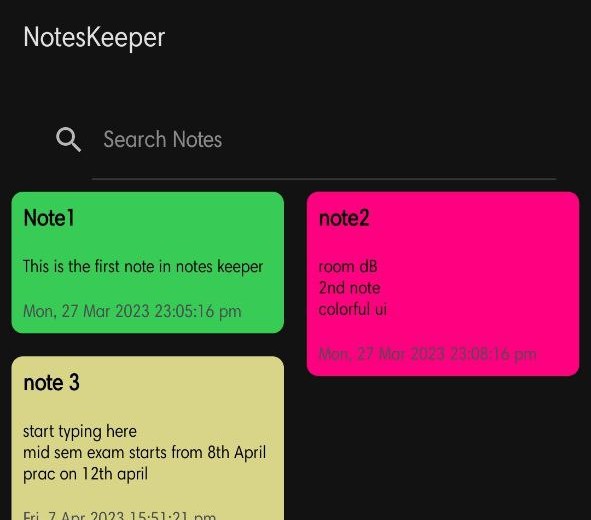 NotesKeeper
Search Notes
Note1
This is the first note in notes keeper
Mon, 27 Mar 2023 23:05:16 pm
note2
room dB
2nd note
colorful ui
Mon, 27 Mar 2023 23:08:16 pm
note 3
start typing here
mid sem exam starts from 8th April
prac on 12th april
Fri, 7 Apr 2023 15:51:21 pm